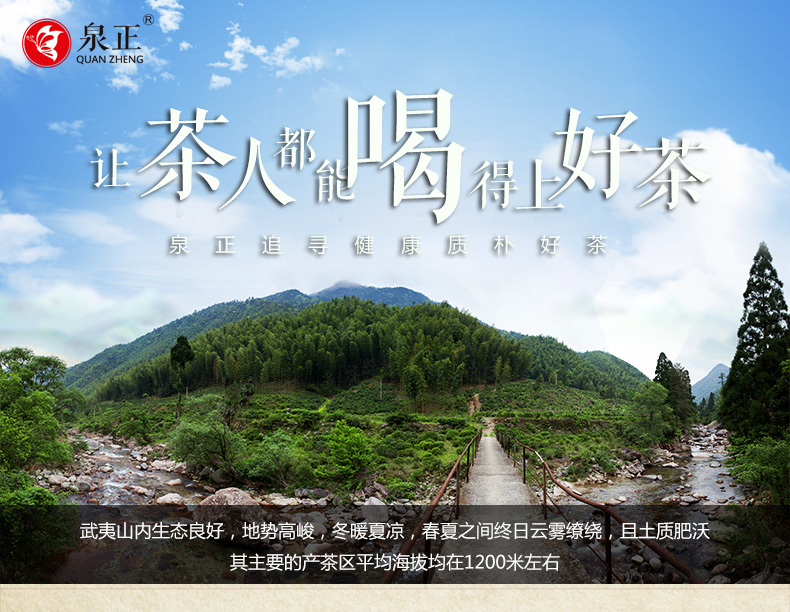 泉正®
QUAN ZHENG
让茶人都能喝得上好茶
泉正追寻健康质朴好茶
武夷山内生态良好，地势高峻，冬暖夏凉，春夏之间终日云雾缭绕，且土质肥沃
其主要的产茶区平均海拔均在1200米左右